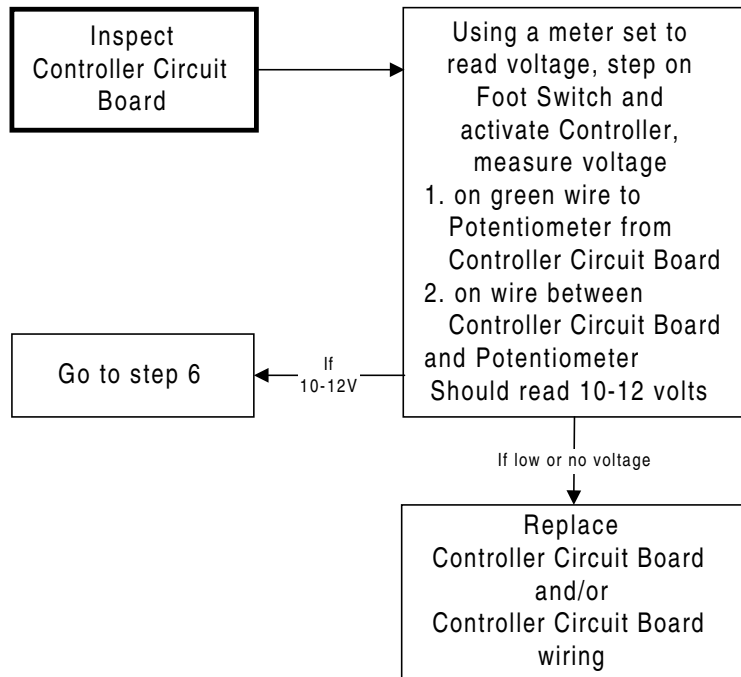 Inspect
Controller Circuit
Board
Using a meter set to
read voltage, step on
Foot Switch and
activate Controller,
measure voltage
1. on green wire to
Potentiometer from
Controller Circuit Board
2. on wire between
Controller Circuit Board
and Potentiometer
Should read 10-12 volts
If
10-12V
Go to step 6
If low or no voltage
Replace
Controller Circuit Board
and/or
Controller Circuit Board
wiring